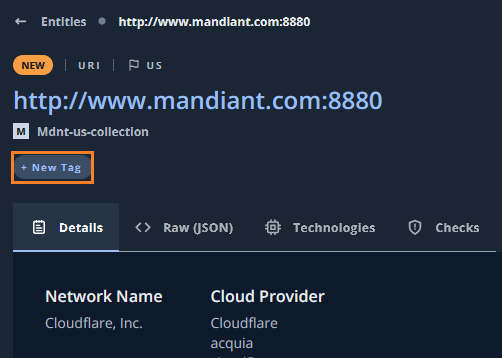 ← Entities • http://www.mandiant.com:8880
NEW | URI | US
http://www.mandiant.com:8880
M Mdnt-us-collection
+ New Tag
Details <> Raw (JSON) Technologies Checks
Network Name Cloud Provider
Cloudflare, Inc. Cloudflare
acquia